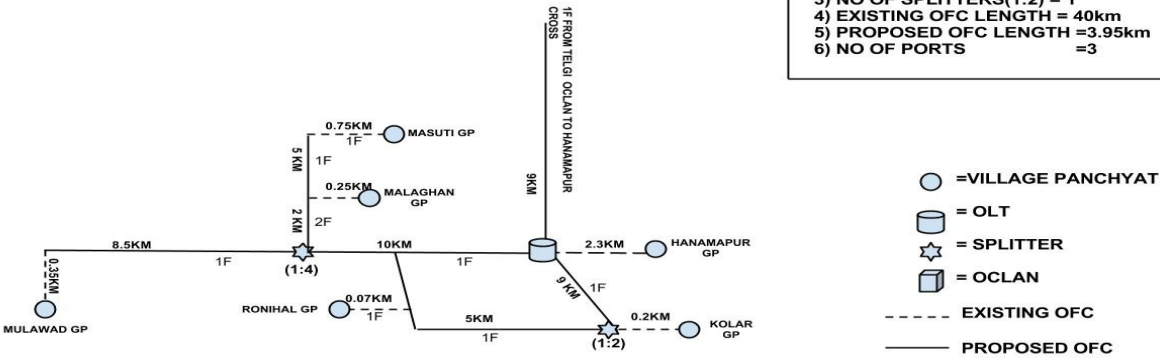 1F FROM TELGI OCLAN TO HANAMAPUR
CROSS
3) NO OF SPLITTERS(1:2) = 1
4) EXISTING OFC LENGTH = 40km
5) PROPOSED OFC LENGTH =3.95km
6) NO OF PORTS =3
0.75KM
1F
MASUTI GP
5 KM
1F
0.25KM
MALAGHAN
GP
2 KM
2F
9KM
8.5KM
1F
(1:4)
10KM
1F
2.3KM
HANAMAPUR
GP
0.35KM
MULAWAD GP
RONIHAL GP
0.07KM
1F
9 KM
1F
5KM
1F
(1:2)
0.2KM
KOLAR
GP
=VILLAGE PANCHYAT
= OLT
= SPLITTER
= OCLAN
EXISTING OFC
PROPOSED OFC